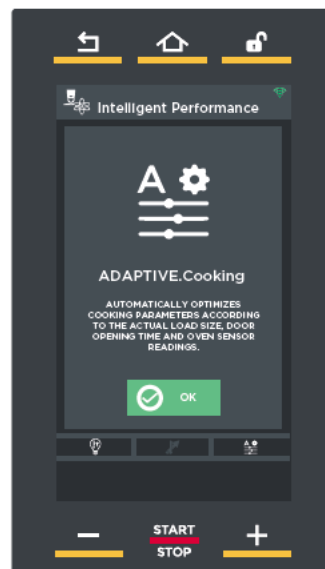 Intelligent Performance
A
ADAPTIVE.Cooking
AUTOMATICALLY OPTIMIZES
COOKING PARAMETERS ACCORDING
TO THE ACTUAL LOAD SIZE, DOOR
OPENING TIME AND OVEN SENSOR
READINGS.
OK
A
START
STOP